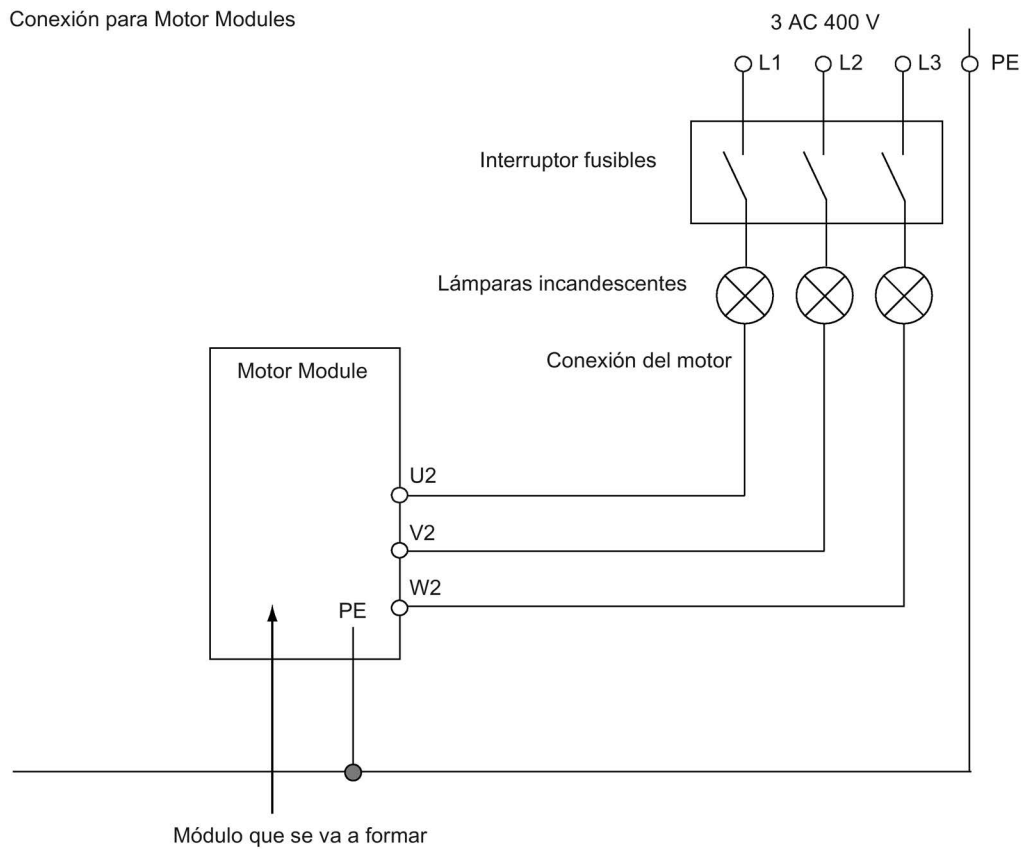 Conexión para Motor Modules
3 AC 400 V
L1
L2
L3
PE
Interruptor fusibles
Lámparas incandescentes
Conexión del motor
Motor Module
U2
V2
W2
PE
Módulo que se va a formar